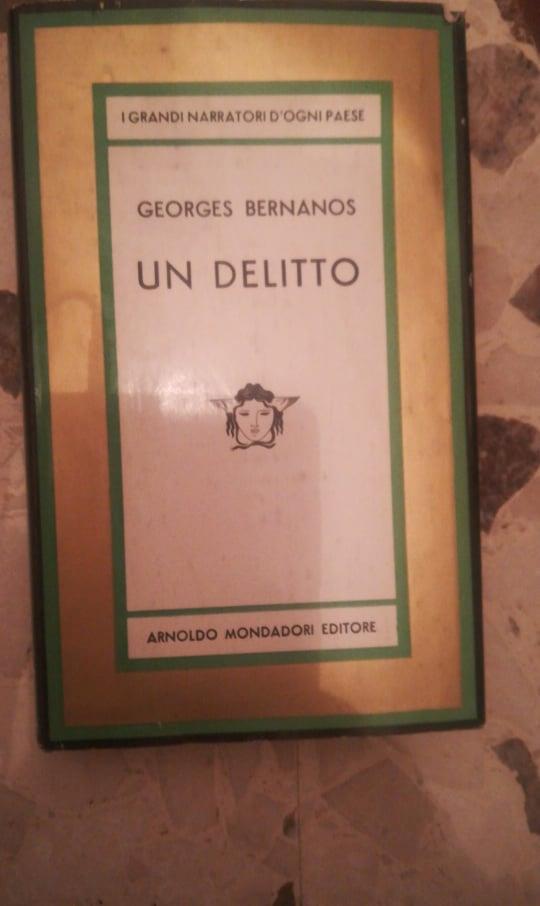 I GRANDI NARRATORI D'OGNI PAESE
GEORGES BERNANOS
UN DELITTO
ARNOLDO MONDADORI EDITORE